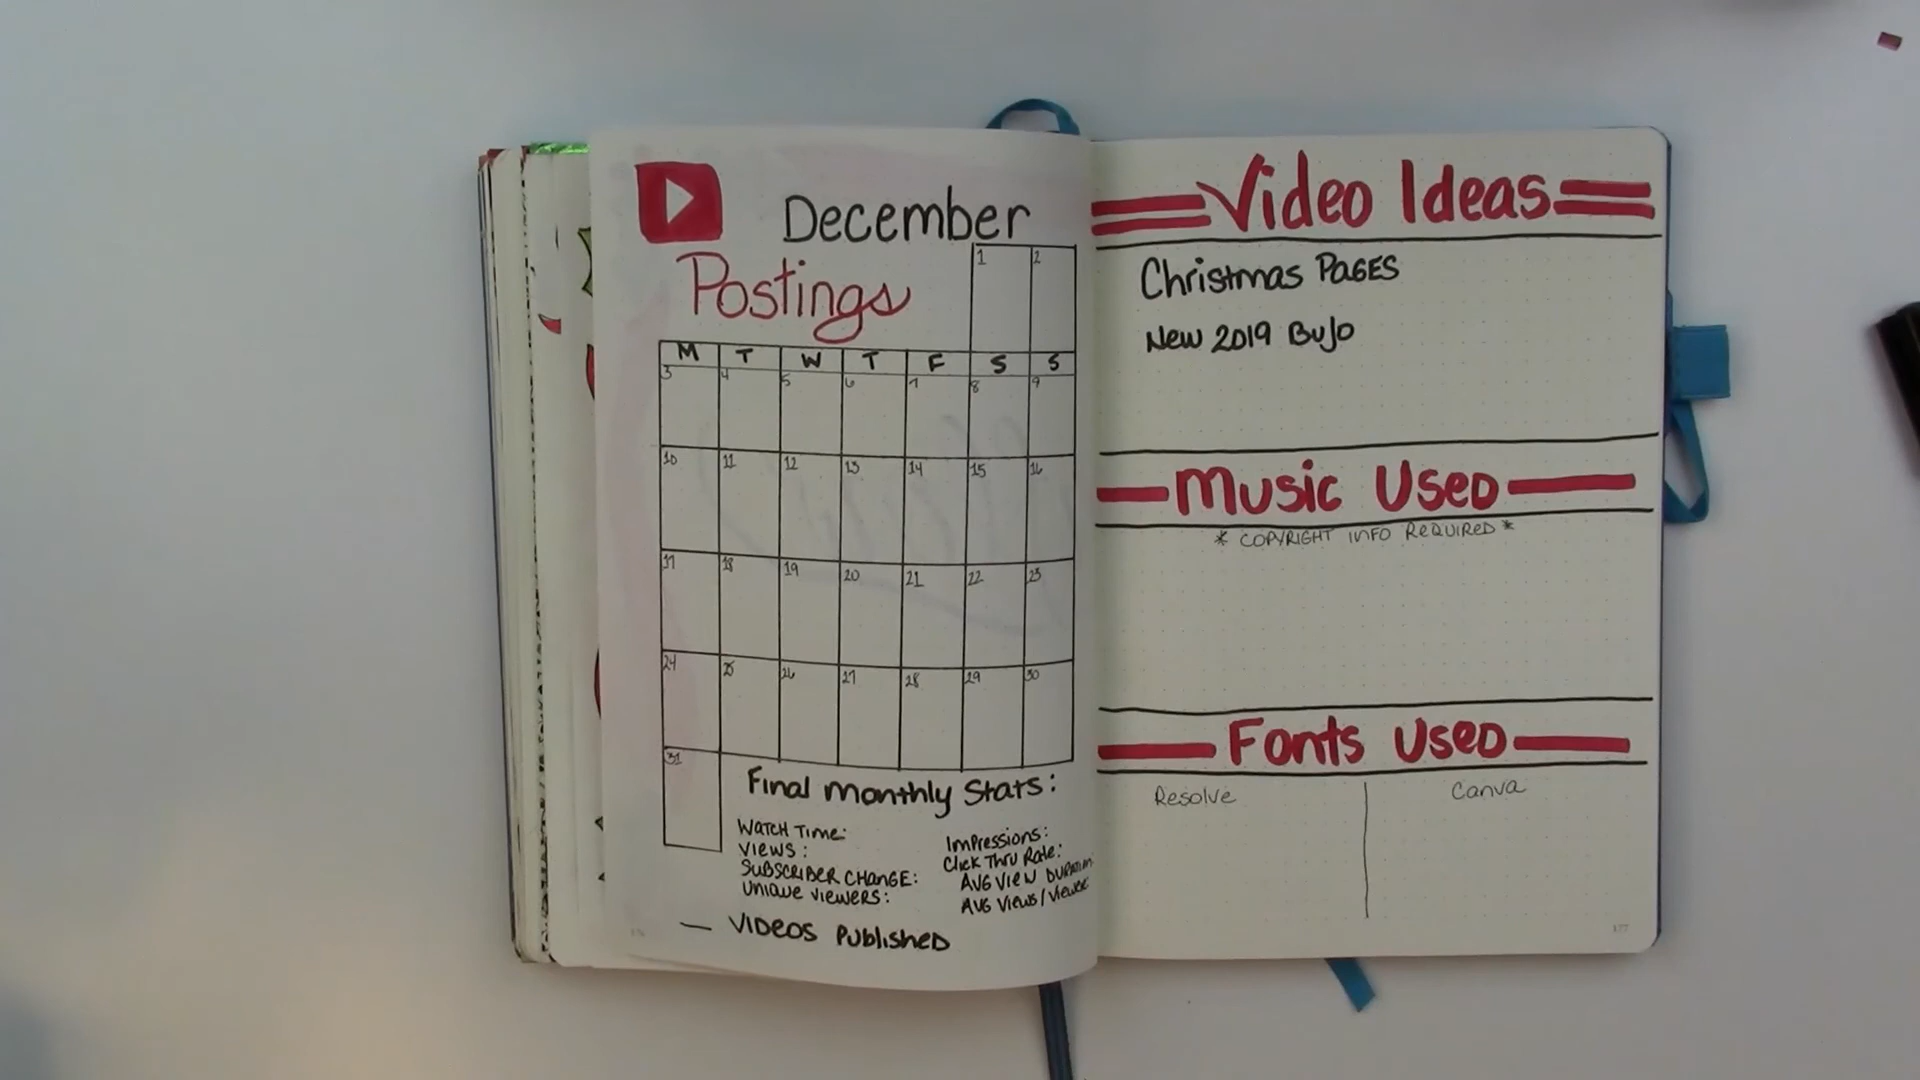 December
Postings
1 2
M T W T F S S
3 4 5 6 7 8 9
10 11 12 13 14 15 16
17 18 19 20 21 22 23
24 25 26 27 28 29 30
31
Final Monthly Stats:
WATCH TIME:
VIEWS:
SUBSCRIBER CHANGE:
UNIQUE VIEWERS:
IMPRESSIONS:
Click THRU Rate:
AVG VIEW DURATION:
AVG VIEWS/VIEWER
— VIDEOS PUBLISHED
Video Ideas
Christmas PAGES
New 2019 BuJo
Music Used
* COPYRIGHT INFO REQUIRED *
Fonts Used
Resolve
Canva
177